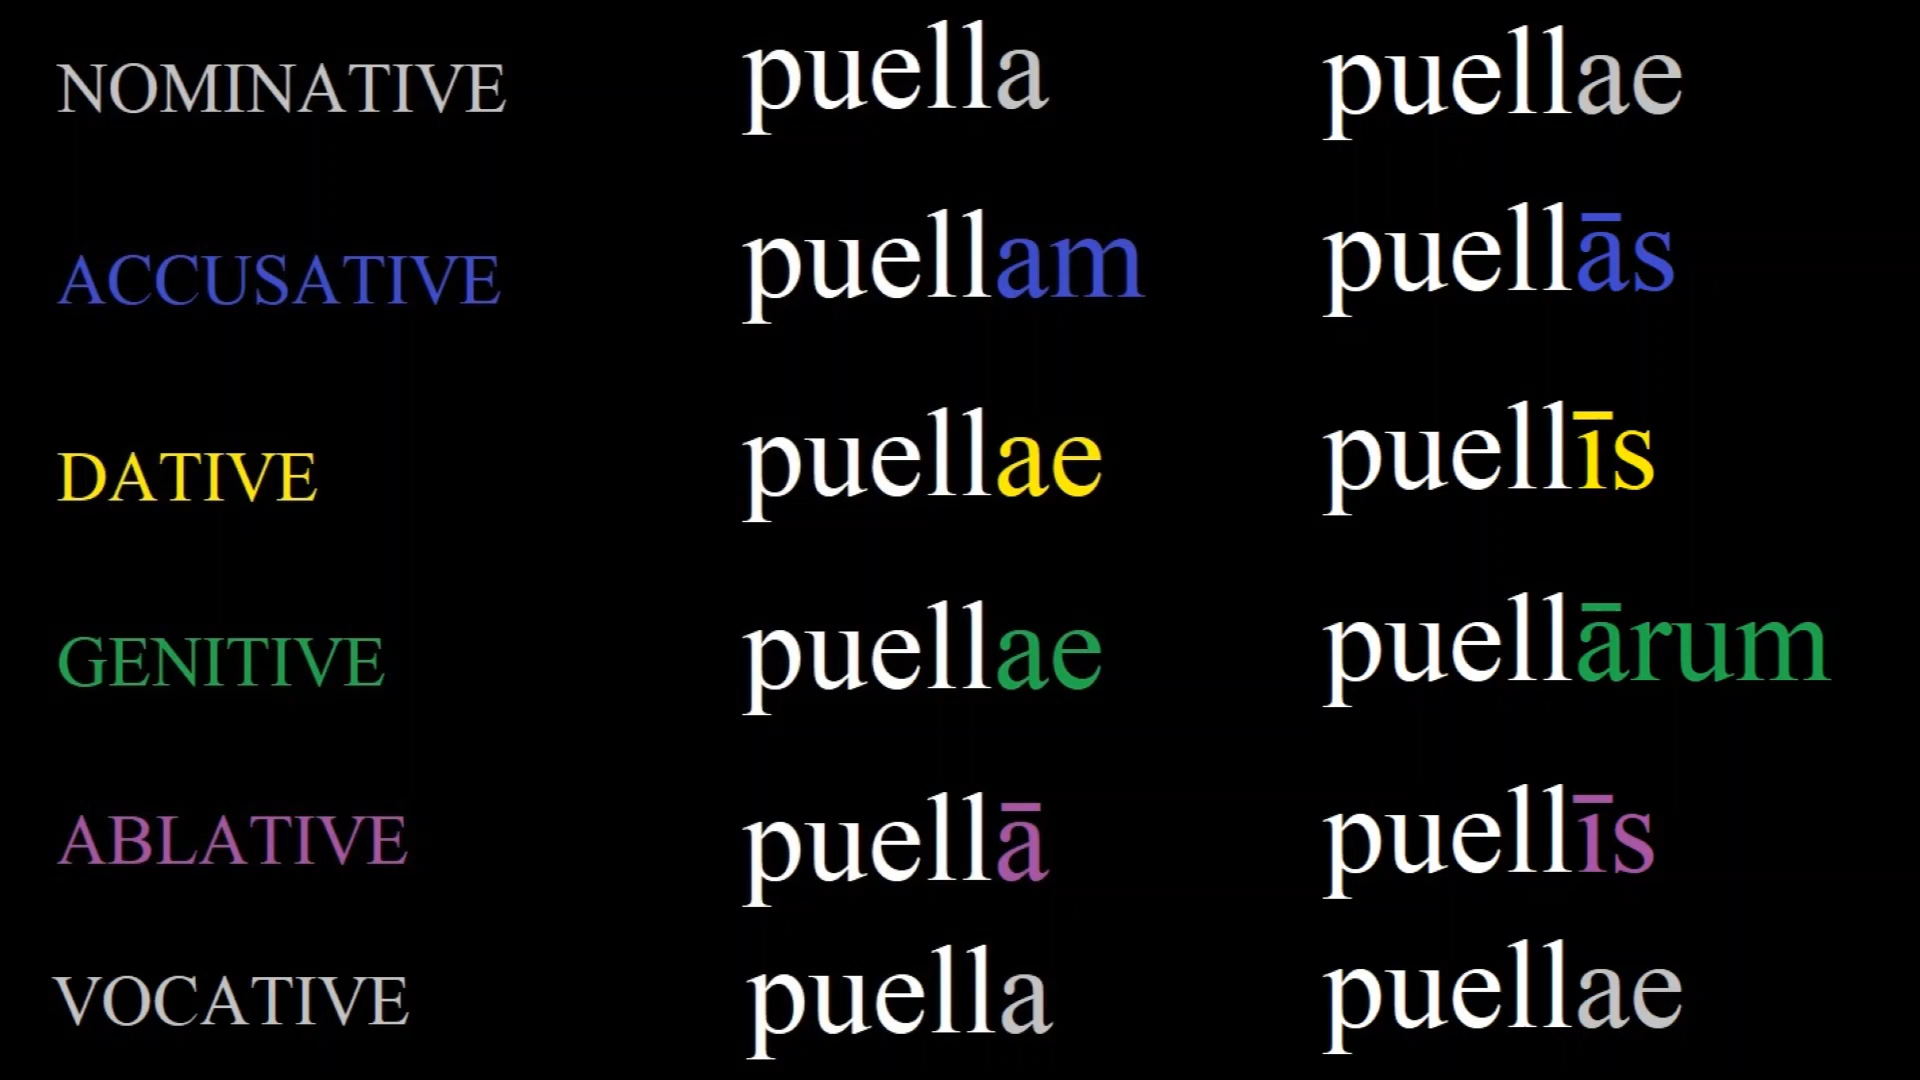 NOMINATIVE puella puellae
ACCUSATIVE puellam puellās
DATIVE puellae puellīs
GENITIVE puellae puellārum
ABLATIVE puellā puellīs
VOCATIVE puella puellae